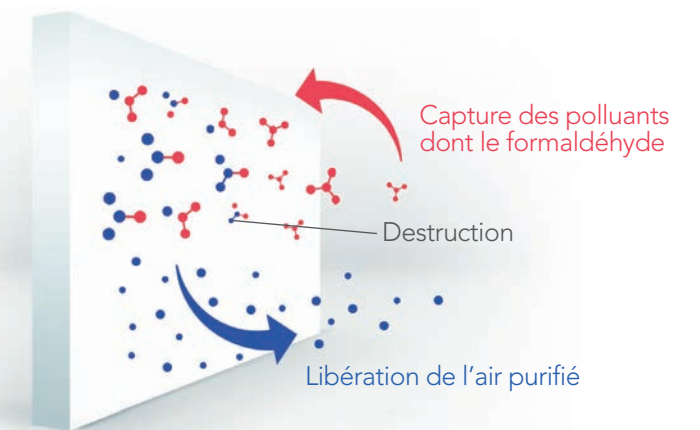 Capture des polluants
dont le formaldéhyde
Destruction
Libération de l'air purifié